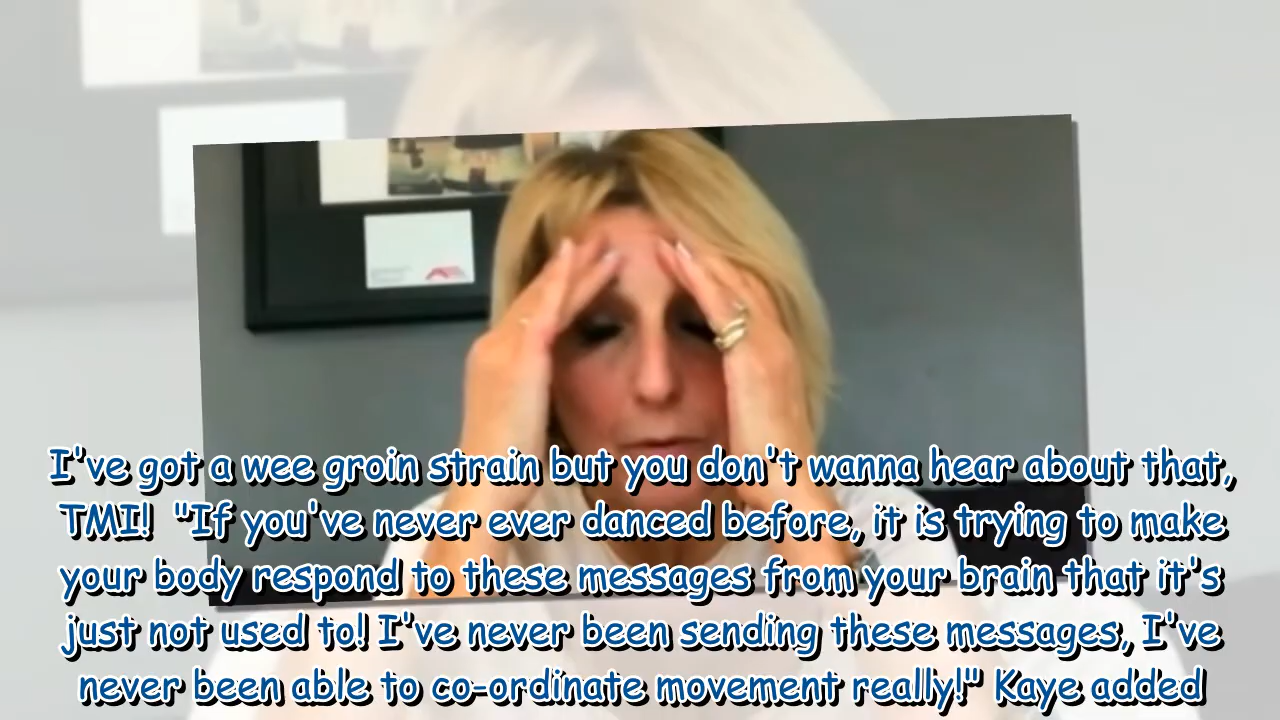 I've got a wee groin strain but you don't wanna hear about that,
TMI!  "If you've never ever danced before, it is trying to make
your body respond to these messages from your brain that it's
just not used to! I've never been sending these messages, I've
never been able to co-ordinate movement really!" Kaye added